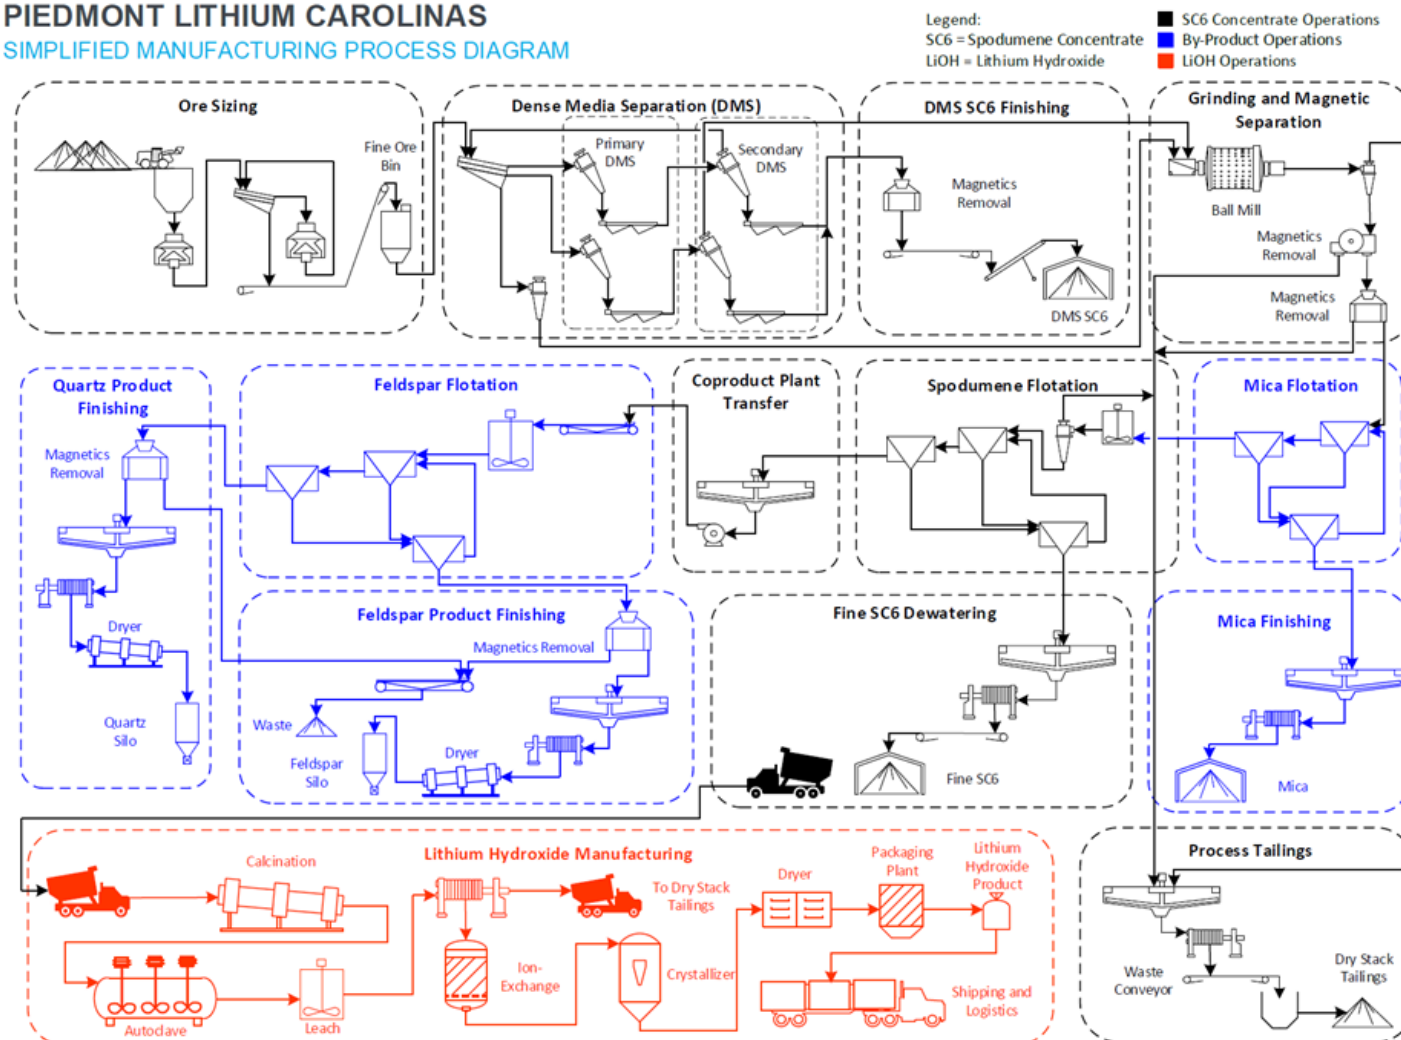 PIEDMONT LITHIUM CAROLINAS
SIMPLIFIED MANUFACTURING PROCESS DIAGRAM
Legend:
SC6 = Spodumene Concentrate
LiOH = Lithium Hydroxide
SC6 Concentrate Operations
By-Product Operations
LiOH Operations
Ore Sizing
Fine Ore
Bin
Dense Media Separation (DMS)
Primary
DMS
Secondary
DMS
DMS SC6 Finishing
Magnetics
Removal
DMS SC6
Grinding and Magnetic
Separation
Ball Mill
Magnetics
Removal
Magnetics
Removal
Quartz Product
Finishing
Magnetics
Removal
Dryer
Quartz
Silo
Feldspar Flotation
Coproduct Plant
Transfer
Spodumene Flotation
Mica Flotation
Feldspar Product Finishing
Magnetics Removal
Waste
Feldspar
Silo
Dryer
Fine SC6 Dewatering
Fine SC6
Mica Finishing
Mica
Lithium Hydroxide Manufacturing
Calcination
Autoclave
Leach
To Dry Stack
Tailings
Ion-
Exchange
Crystallizer
Dryer
Packaging
Plant
Lithium
Hydroxide
Product
Shipping and
Logistics
Process Tailings
Waste
Conveyor
Dry Stack
Tailings